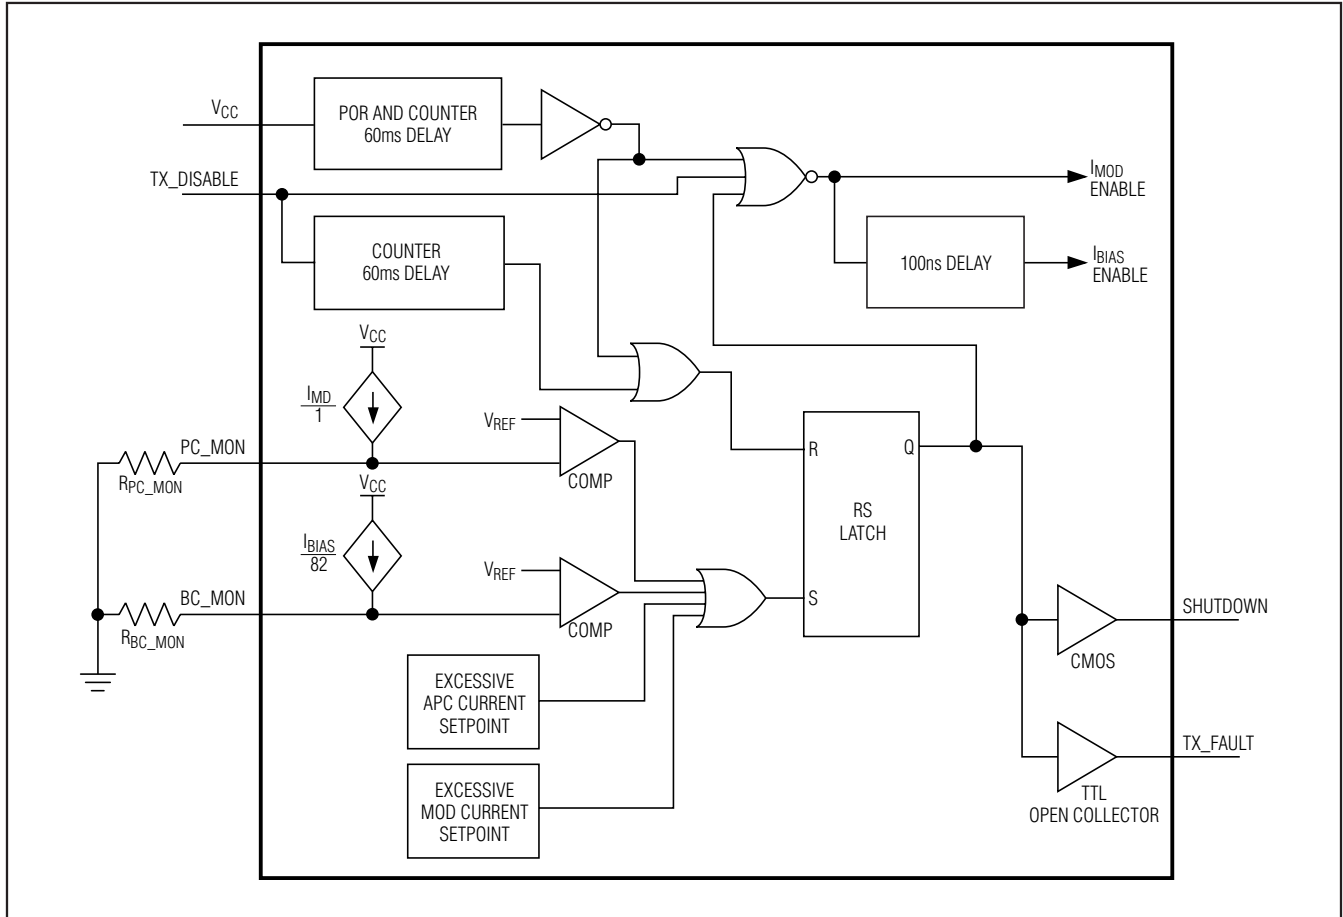 VCC
POR AND COUNTER
60ms DELAY
TX_DISABLE
IMOD
ENABLE
COUNTER
60ms DELAY
100ns DELAY
IBIAS
ENABLE
VCC
IMD
1
VREF
PC_MON
RPC_MON
COMP
R
Q
VCC
RS
LATCH
IBIAS
82
VREF
BC_MON
RBC_MON
COMP
S
SHUTDOWN
CMOS
EXCESSIVE
APC CURRENT
SETPOINT
TX_FAULT
EXCESSIVE
MOD CURRENT
SETPOINT
TTL
OPEN COLLECTOR